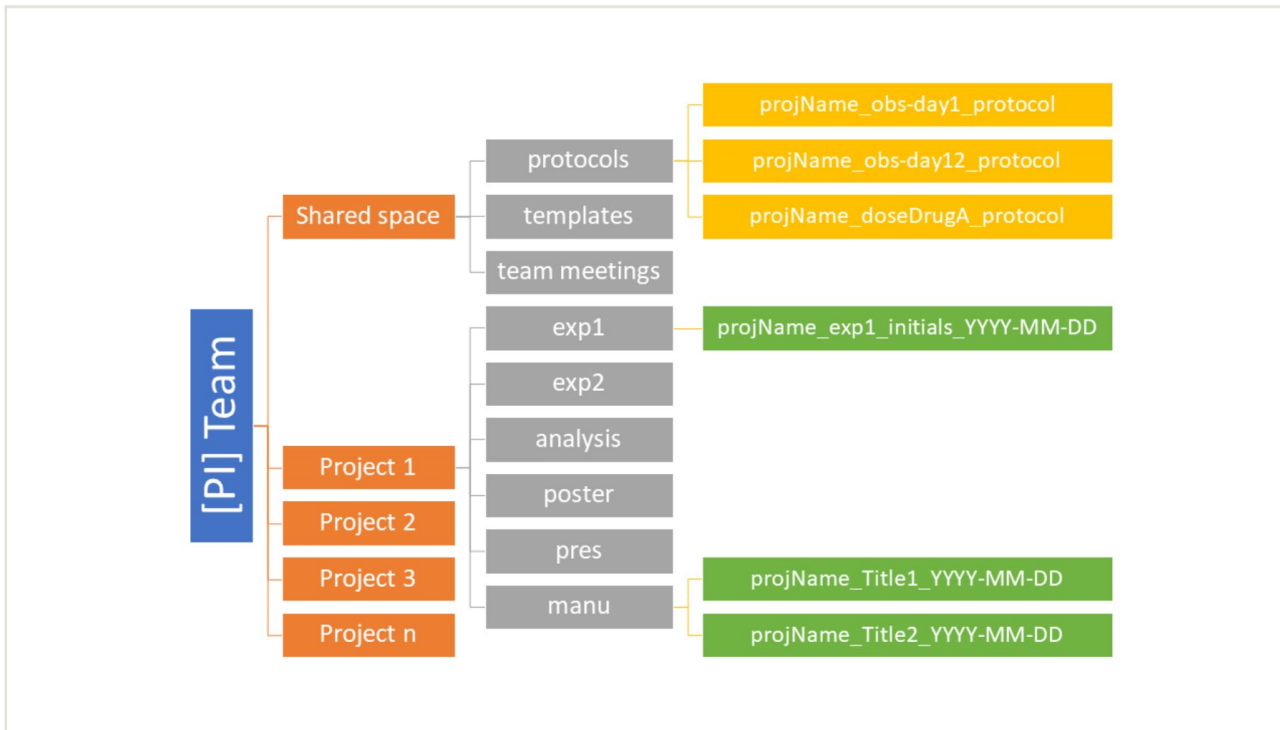 [PI] Team
Shared space
protocols
projName_obs-day1_protocol
projName_obs-day12_protocol
projName_doseDrugA_protocol
templates
team meetings
Project 1
exp1
projName_exp1_initials_YYYY-MM-DD
exp2
analysis
poster
pres
manu
projName_Title1_YYYY-MM-DD
projName_Title2_YYYY-MM-DD
Project 2
Project 3
Project n